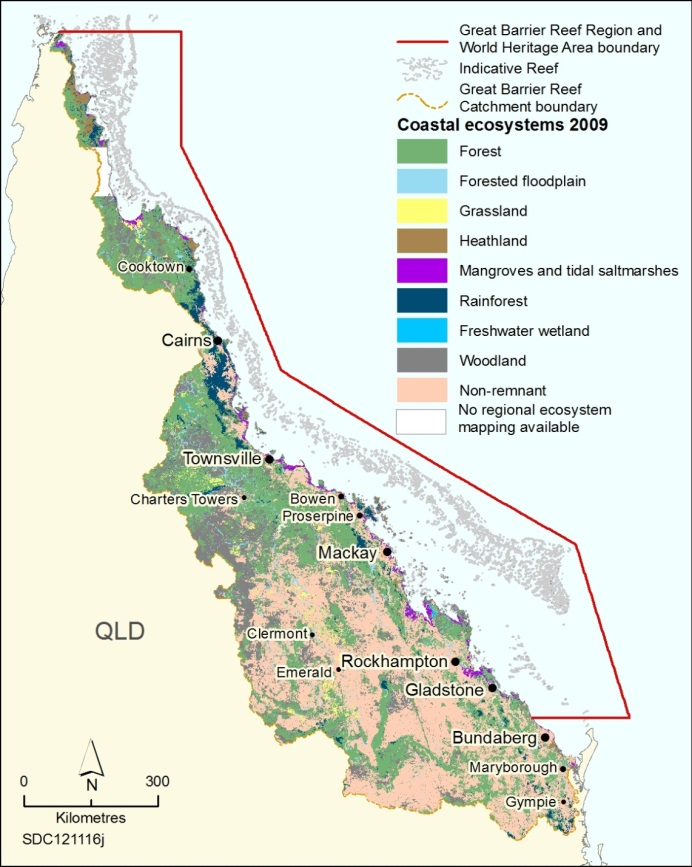 Great Barrier Reef Region and
World Heritage Area boundary
Indicative Reef
Great Barrier Reef
Catchment boundary
Coastal ecosystems 2009
Forest
Forested floodplain
Grassland
Heathland
Mangroves and tidal saltmarshes
Rainforest
Freshwater wetland
Woodland
Non-remnant
No regional ecosystem
mapping available
Cooktown
Cairns
Townsville
Charters Towers
Bowen
Proserpine
Mackay
QLD
Clermont
Emerald
Rockhampton
Gladstone
Bundaberg
Maryborough
Gympie
0 N 300
Kilometres
SDC121116j